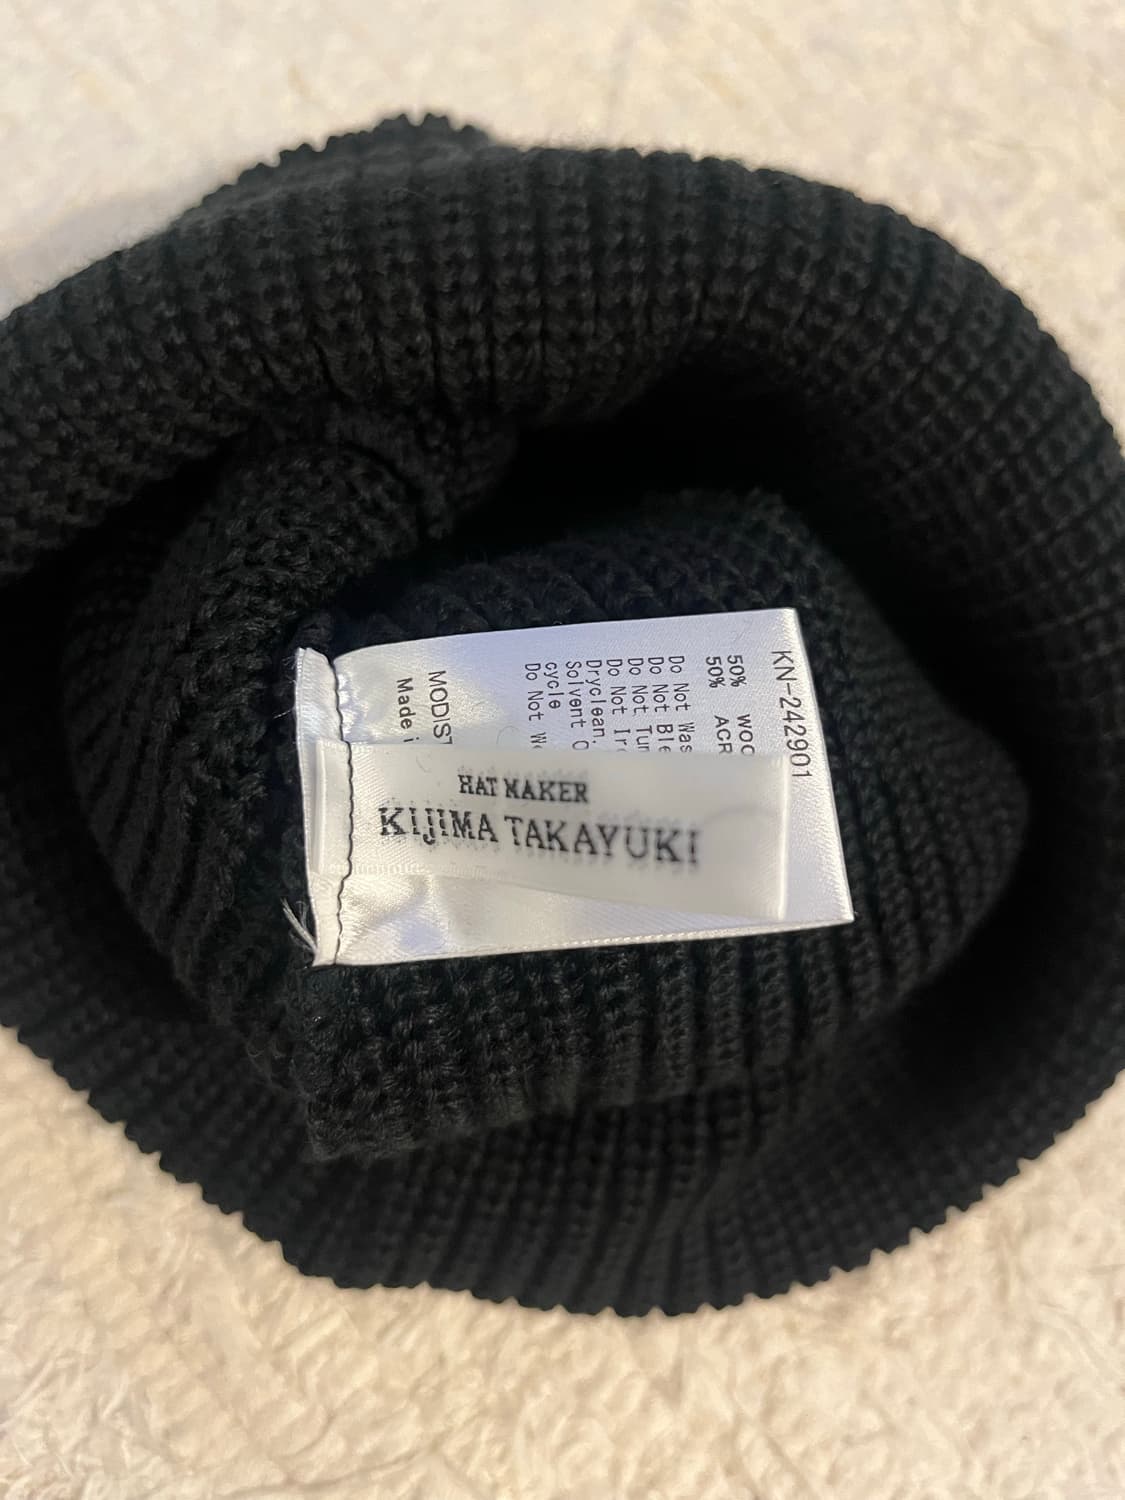 HAT MAKER
KIJIMA TAKAYUKI
KN-242901
50% WOO
50% ACR
Do Not Was
Do Not Ble
Do Not Tum
Do Not Iro
Dryclean,
Solvent O
cycle
Do Not We
MODIST
Made i